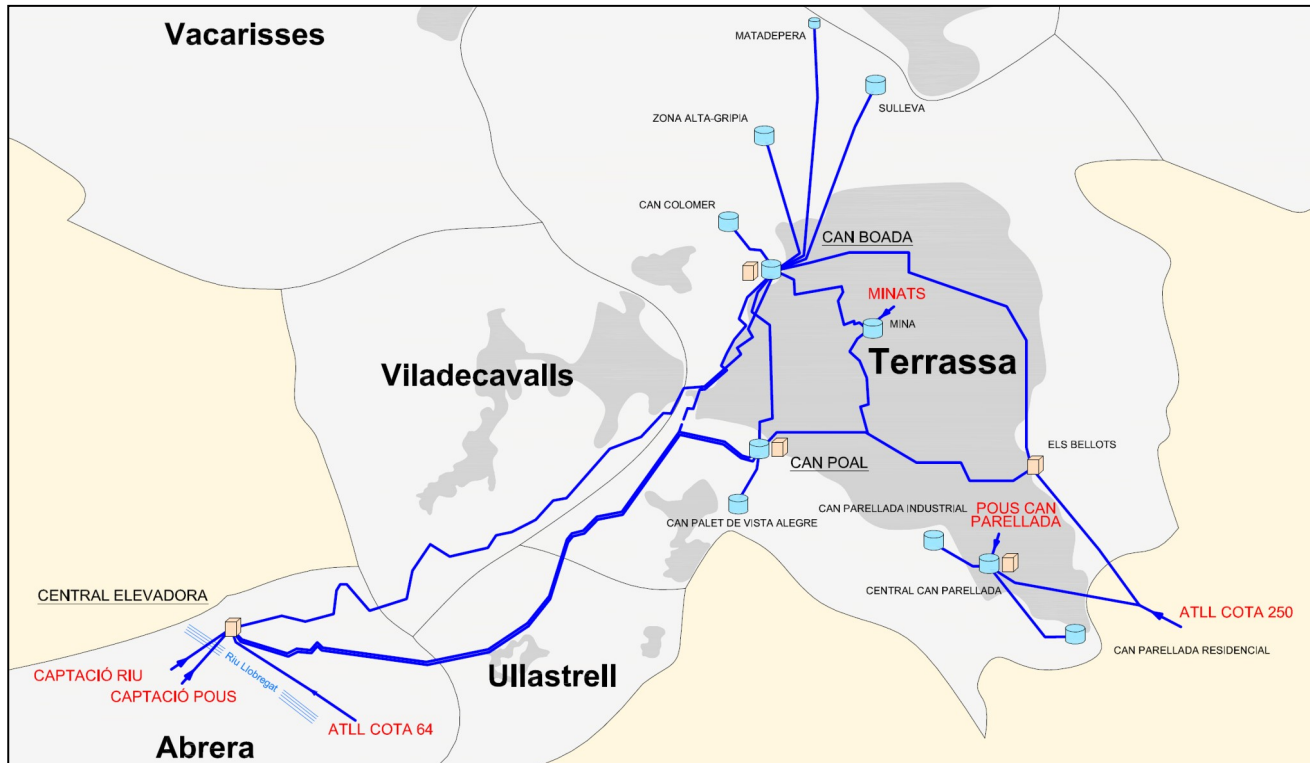 Vacarisses
MATADEPERA
SULLEVA
ZONA ALTA-GRIPIA
CAN COLOMER
CAN BOADA
MINATS
MINA
Terrassa
Viladecavalls
ELS BELLOTS
CAN POAL
CAN PALET DE VISTA ALEGRE
CAN PARELLADA INDUSTRIAL
POUS CAN
PARELLADA
CENTRAL CAN PARELLADA
ATLL COTA 250
CAN PARELLADA RESIDENCIAL
CENTRAL ELEVADORA
Riu Llobregat
CAPTACIÓ RIU
CAPTACIÓ POUS
ATLL COTA 64
Ullastrell
Abrera